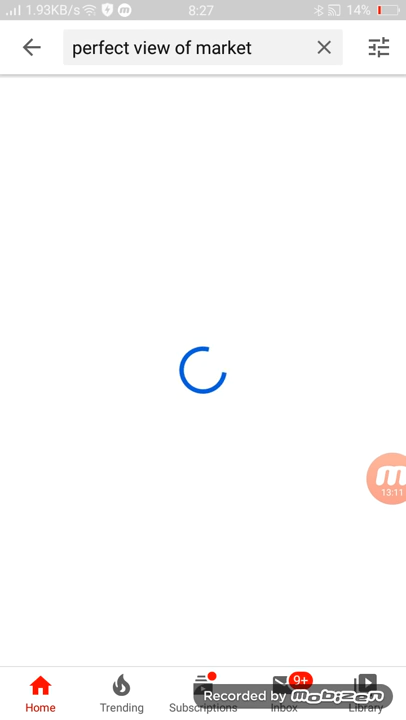 1.93KB/s 8:27 14%
perfect view of market
13:11
Home Trending Subscriptions Inbox Library
9+
Recorded by mobizen